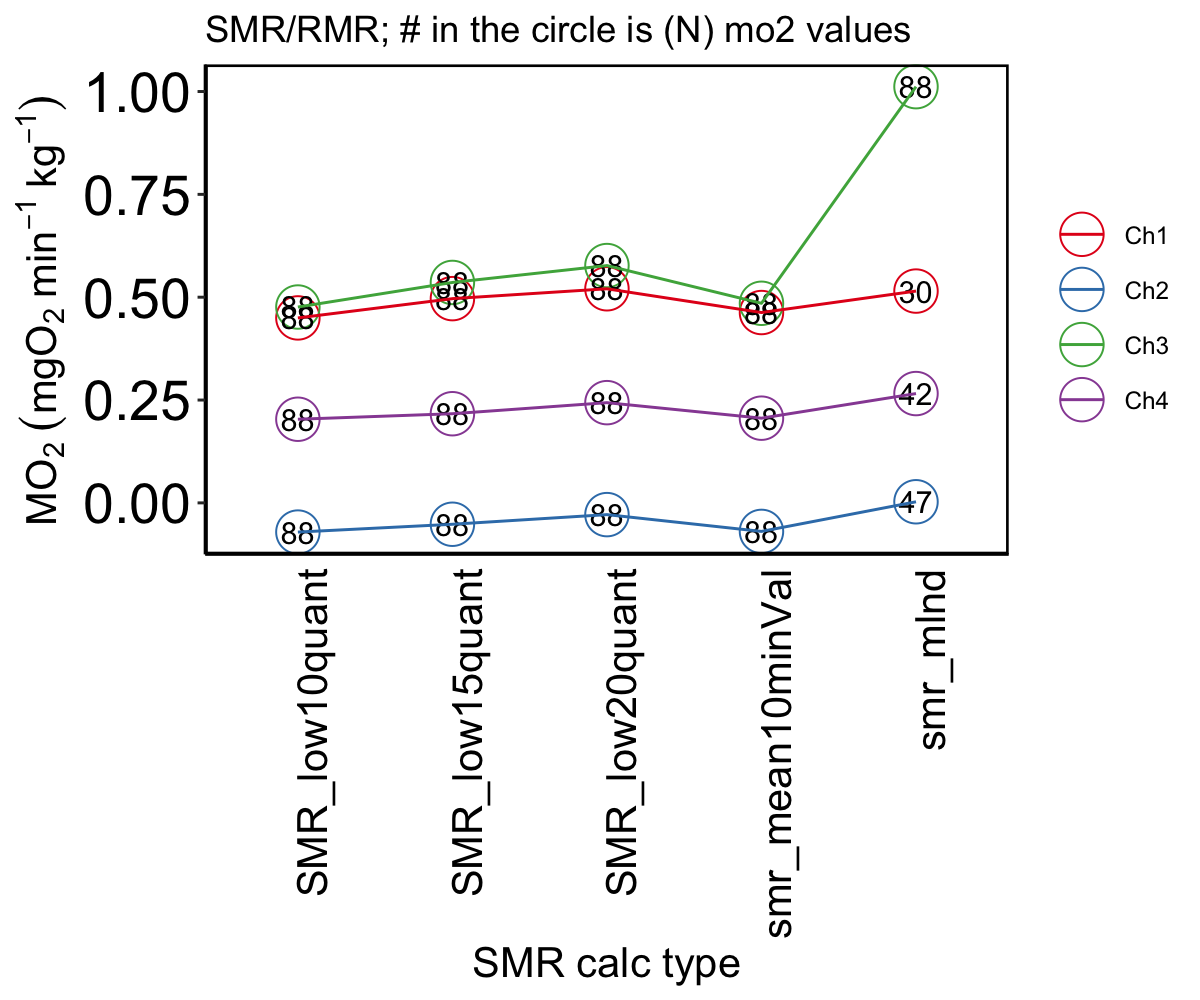 SMR/RMR; # in the circle is (N) mo2 values
MO₂ (mgO₂ min⁻¹ kg⁻¹)
1.00
0.75
0.50
0.25
0.00
88
88
88
88
88
88
88
88
88
88
30
88
88
88
88
42
88
88
88
88
47
Ch1
Ch2
Ch3
Ch4
SMR_low10quant
SMR_low15quant
SMR_low20quant
smr_mean10minVal
smr_mlnd
SMR calc type